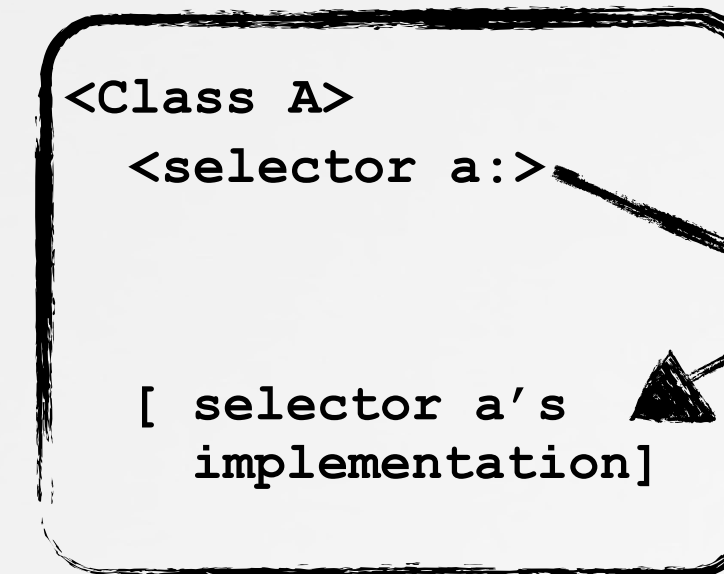 <Class A>
<selector a:>
[ selector a’s
implementation]